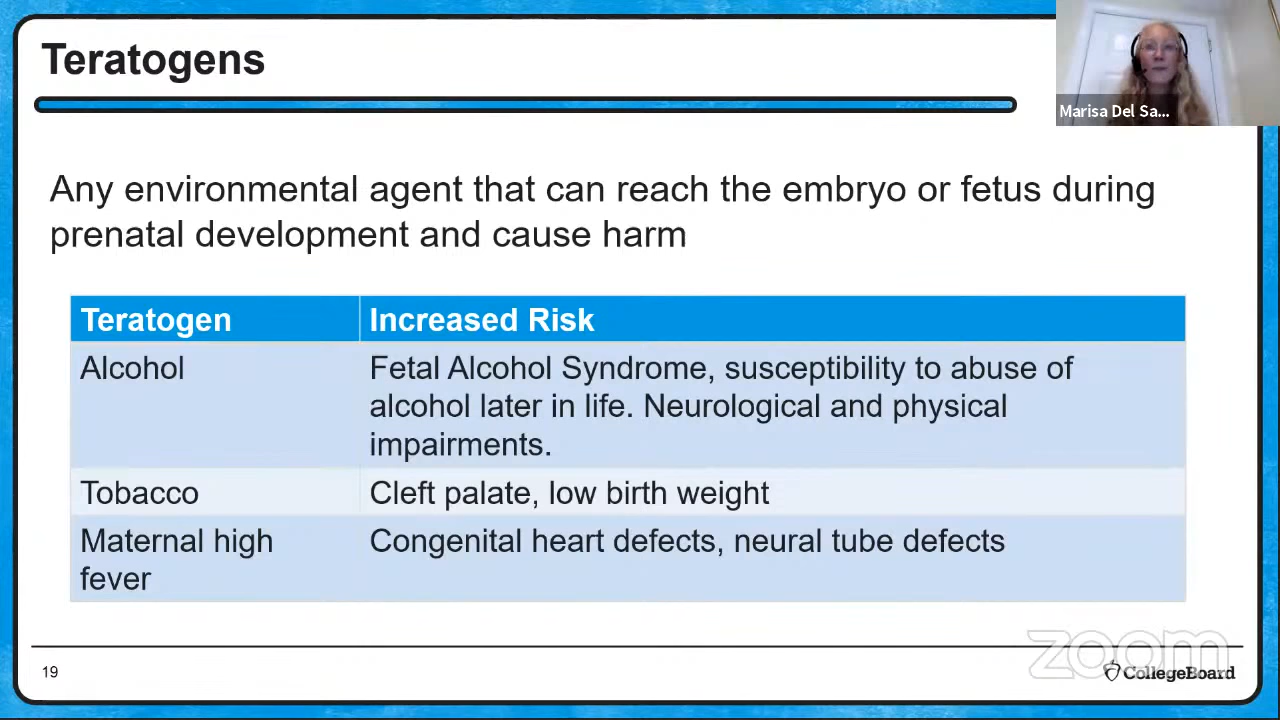 Teratogens
Marisa Del Sa...
Any environmental agent that can reach the embryo or fetus during
prenatal development and cause harm
Teratogen Increased Risk
Alcohol Fetal Alcohol Syndrome, susceptibility to abuse of
alcohol later in life. Neurological and physical
impairments.
Tobacco Cleft palate, low birth weight
Maternal high Congenital heart defects, neural tube defects
fever
zoom
19 CollegeBoard